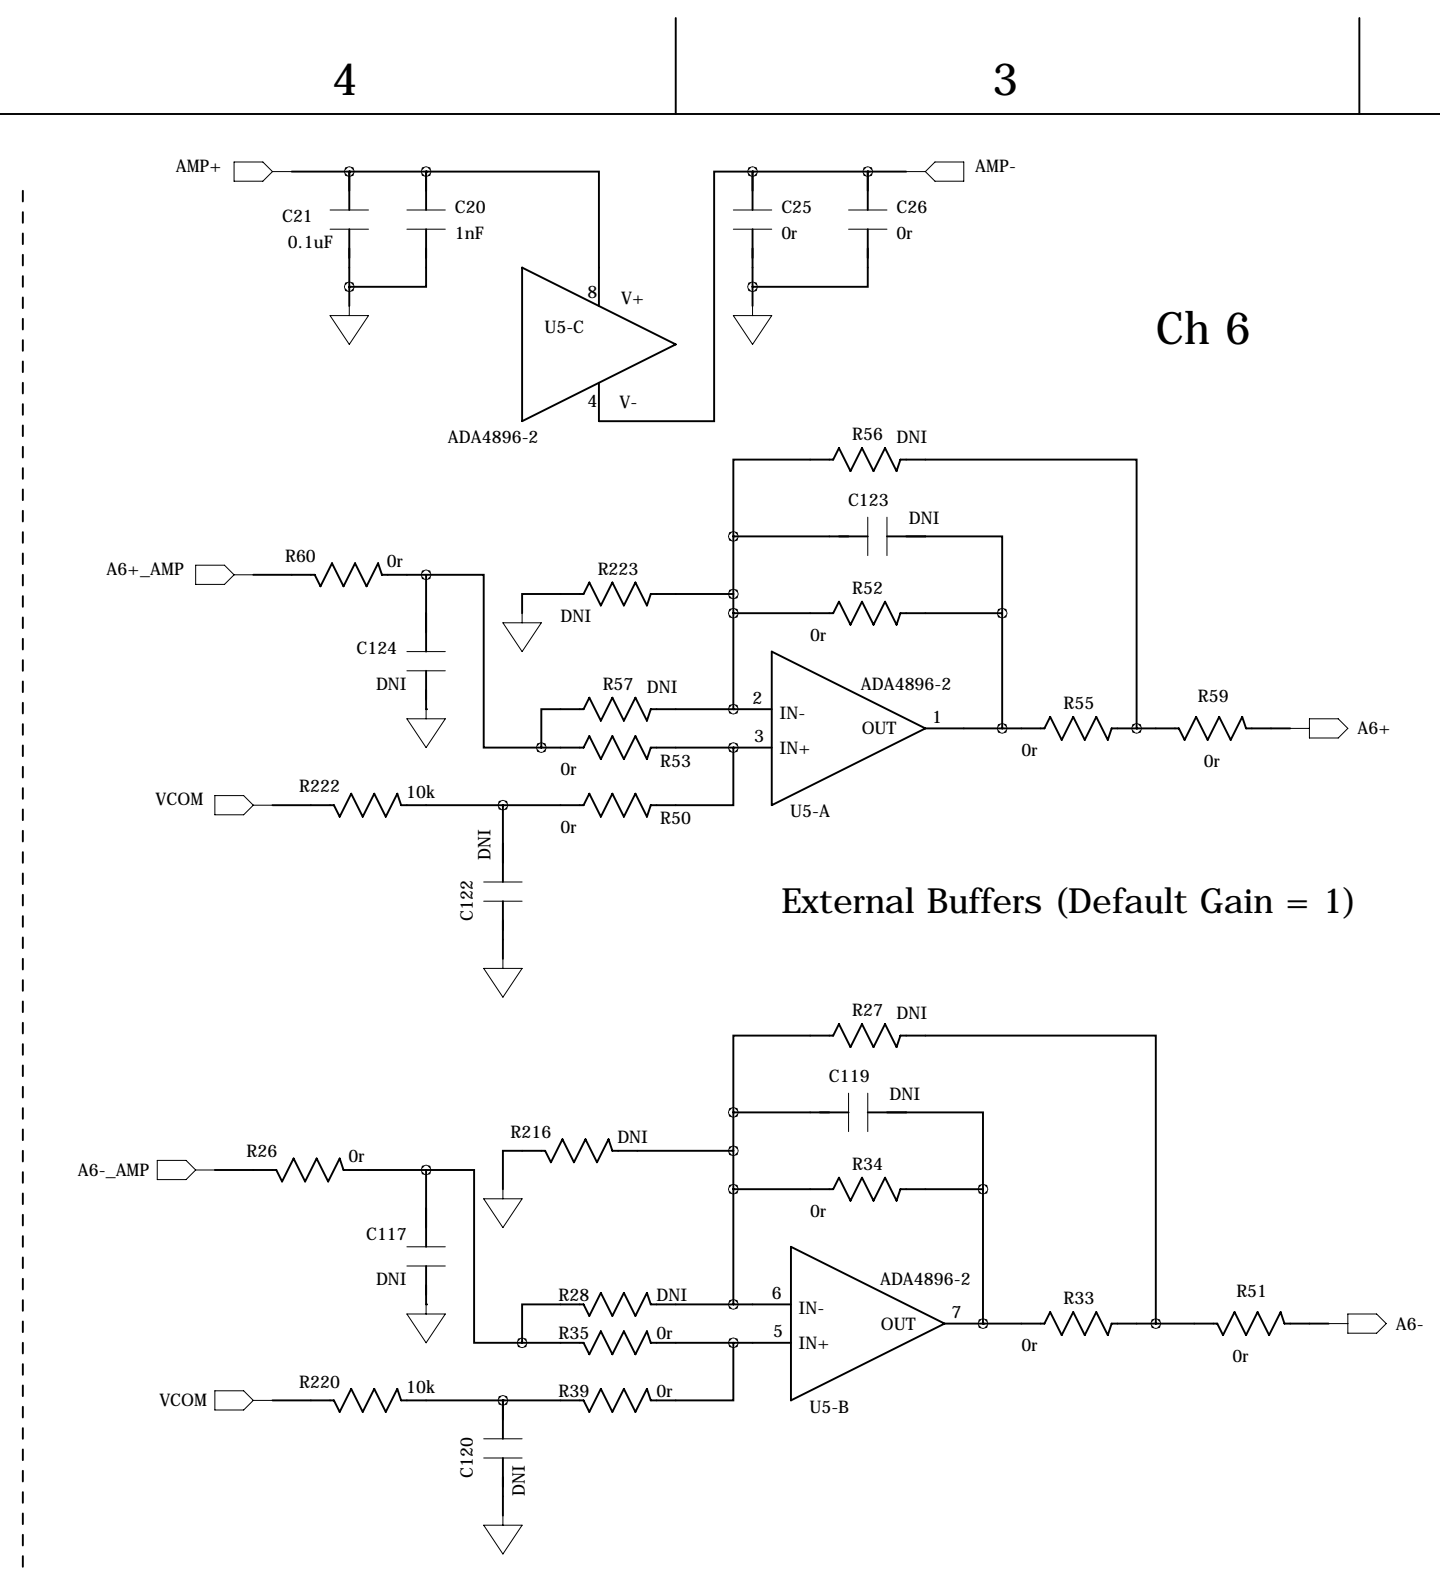 4
3
AMP+
AMP-
C21
0.1uF
C20
1nF
C25
0r
C26
0r
8
V+
U5-C
4
V-
ADA4896-2
Ch 6
R56
DNI
C123
DNI
A6+_AMP
R60
0r
R223
DNI
R52
0r
C124
DNI
R57
DNI
2
IN-
ADA4896-2
OUT
1
R55
0r
R59
0r
A6+
3
IN+
0r
R53
VCOM
R222
10k
0r
R50
U5-A
DNI
C122
External Buffers (Default Gain = 1)
R27
DNI
C119
DNI
R216
DNI
A6-_AMP
R26
0r
R34
0r
C117
DNI
R28
DNI
6
IN-
ADA4896-2
OUT
7
R33
0r
R51
0r
A6-
R35
0r
5
IN+
VCOM
R220
10k
R39
0r
U5-B
C120
DNI